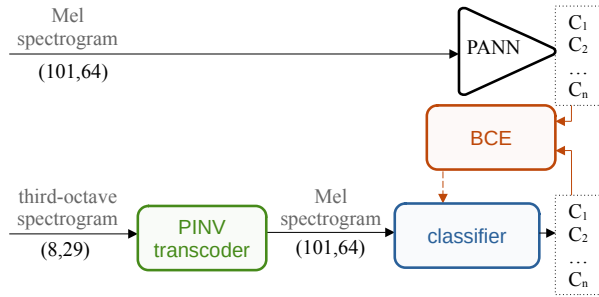 Mel
spectrogram
(101,64)
PANN
C₁
C₂
...
Cₙ
BCE
third-octave
spectrogram
(8,29)
PINV
transcoder
Mel
spectrogram
(101,64)
classifier
C₁
C₂
...
Cₙ